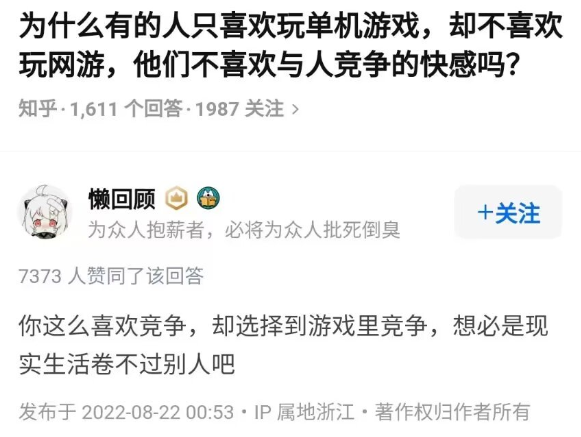 为什么有的人只喜欢玩单机游戏，却不喜欢
玩网游，他们不喜欢与人竞争的快感吗？
知乎·1,611 个回答·1987 关注 >
懒回顾
为众人抱薪者，必将为众人批死倒臭
+关注
7373 人赞同了该回答
你这么喜欢竞争，却选择到游戏里竞争，想必是现
实生活卷不过别人吧
发布于 2022-08-22 00:53・IP 属地浙江・著作权归作者所有